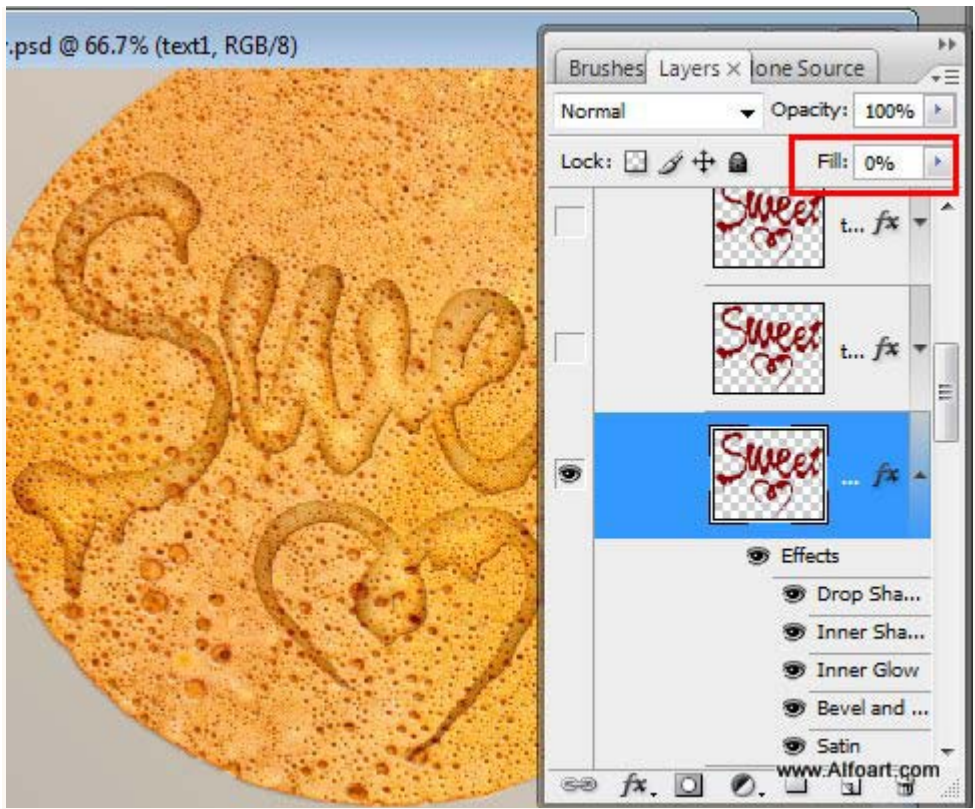 .psd @ 66.7% (text1, RGB/8)
Brushes Layers × lone Source
Normal Opacity: 100%
Lock: Fill: 0%
Sweet
t... fx
Sweet
t... fx
Sweet
... fx
Swe
Effects
Drop Sha...
Inner Sha...
Inner Glow
Bevel and ...
Satin
www.Alfoart.com
fx.